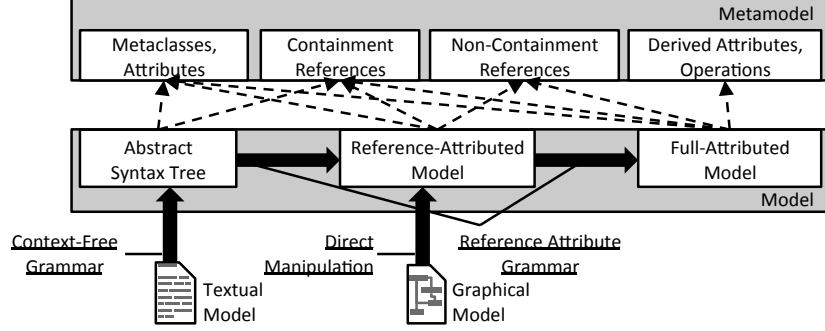 Metamodel
Metaclasses,
Attributes
Containment
References
Non-Containment
References
Derived Attributes,
Operations
Abstract
Syntax Tree
Reference-Attributed
Model
Full-Attributed
Model
Model
Context-Free
Grammar
Direct
Manipulation
Reference Attribute
Grammar
Textual
Model
Graphical
Model